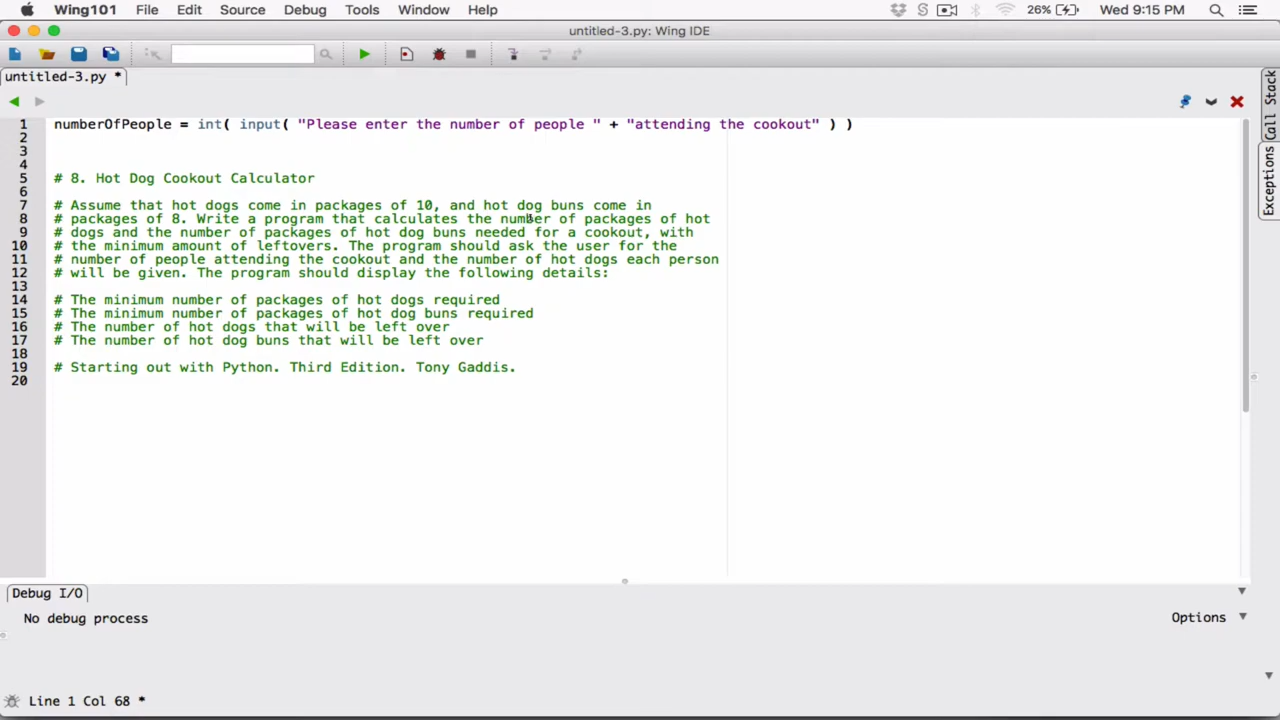 Wing101 File Edit Source Debug Tools Window Help 26% Wed 9:15 PM
untitled-3.py: Wing IDE
untitled-3.py *
1 numberOfPeople = int( input( "Please enter the number of people " + "attending the cookout" ) )
2
3
4
5 # 8. Hot Dog Cookout Calculator
6
7 # Assume that hot dogs come in packages of 10, and hot dog buns come in
8 # packages of 8. Write a program that calculates the number of packages of hot
9 # dogs and the number of packages of hot dog buns needed for a cookout, with
10 # the minimum amount of leftovers. The program should ask the user for the
11 # number of people attending the cookout and the number of hot dogs each person
12 # will be given. The program should display the following details:
13
14 # The minimum number of packages of hot dogs required
15 # The minimum number of packages of hot dog buns required
16 # The number of hot dogs that will be left over
17 # The number of hot dog buns that will be left over
18
19 # Starting out with Python. Third Edition. Tony Gaddis.
20
Call Stack
Exceptions
Debug I/O
No debug process Options
Line 1 Col 68 *